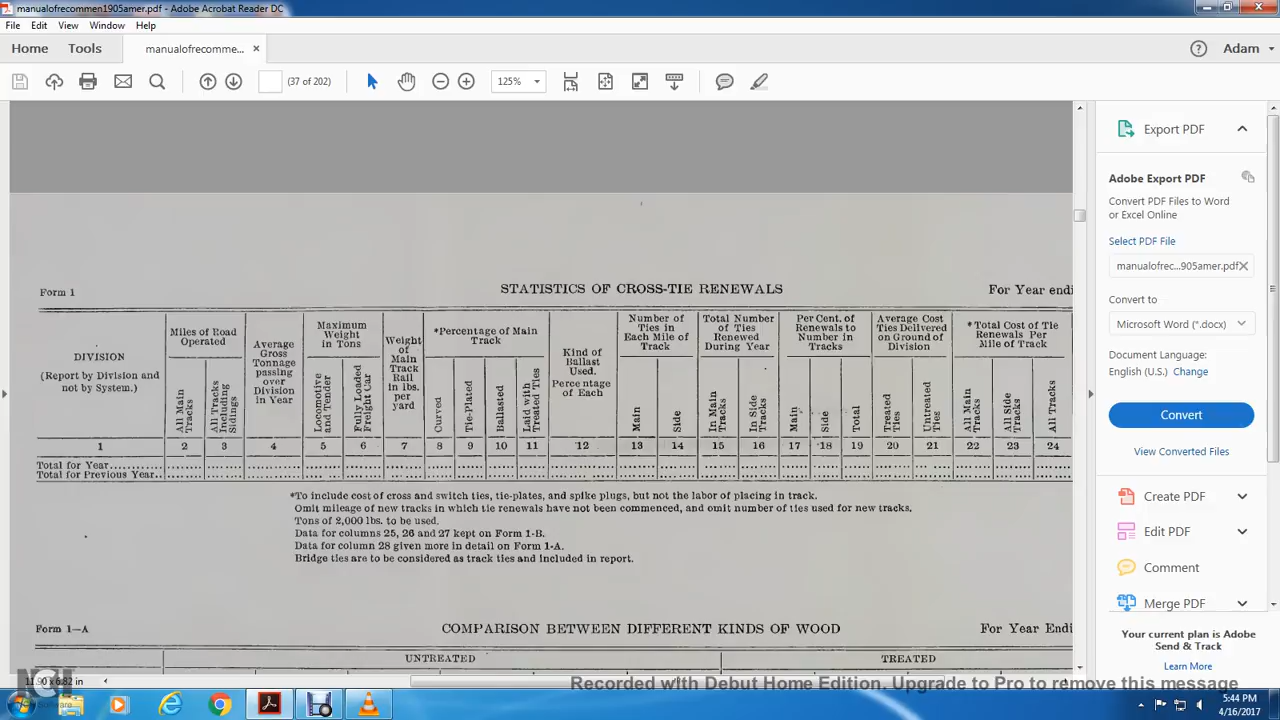 manualofrecommen1905amer.pdf - Adobe Acrobat Reader DC
File Edit View Window Help
Home Tools manualofrecomme... × Adam
(37 of 202) 125%
Export PDF
Adobe Export PDF
Convert PDF Files to Word
or Excel Online
Select PDF File
manualofrec...905amer.pdf
Convert to
Microsoft Word (*.docx)
Document Language:
English (U.S.) Change
Convert
View Converted Files
Create PDF
Edit PDF
Comment
Merge PDF
Your current plan is Adobe
Send & Track
Learn More
Form 1 STATISTICS OF CROSS-TIE RENEWALS For Year endi
DIVISION
(Report by Division and
not by System.)
Miles of Road
Operated
All Main
Tracks
All Tracks
Including
Sidings
Average
Gross
Tonnage
passing
over
Division
in Year
Maximum
Weight
in Tons
Locomotive
and Tender
Fully Loaded
Freight Car
Weight
of
Main
Track
Rail
in lbs.
per
yard
*Percentage of Main
Track
Curved
Tie-Plated
Ballasted
Laid with
Treated Ties
Kind of
Ballast
Used.
Percentage
of Each
Number of
Ties in
Each Mile of
Track
Main
Side
Total Number
of Ties
Renewed
During Year
In Main
Tracks
In Side
Tracks
Per Cent. of
Renewals to
Number in
Tracks
Main
Side
Total
Average Cost
Ties Delivered
on Ground of
Division
Treated
Ties
Untreated
Ties
*Total Cost of Tie
Renewals Per
Mile of Track
All Main
Tracks
All Side
Tracks
All Tracks
1 2 3 4 5 6 7 8 9 10 11 12 13 14 15 16 17 18 19 20 21 22 23 24
Total for Year
Total for Previous Year
*To include cost of cross and switch ties, tie-plates, and spike plugs, but not the labor of placing in track.
Omit mileage of new tracks in which tie renewals have not been commenced, and omit number of ties used for new tracks.
Tons of 2,000 lbs. to be used.
Data for columns 25, 26 and 27 kept on Form 1-B.
Data for column 28 given more in detail on Form 1-A.
Bridge ties are to be considered as track ties and included in report.
Form 1—A COMPARISON BETWEEN DIFFERENT KINDS OF WOOD For Year Endi
UNTREATED TREATED
11.90 x 6.82 in
NCH Software
Recorded with Debut Home Edition. Upgrade to Pro to remove this message
5:44 PM
4/16/2017